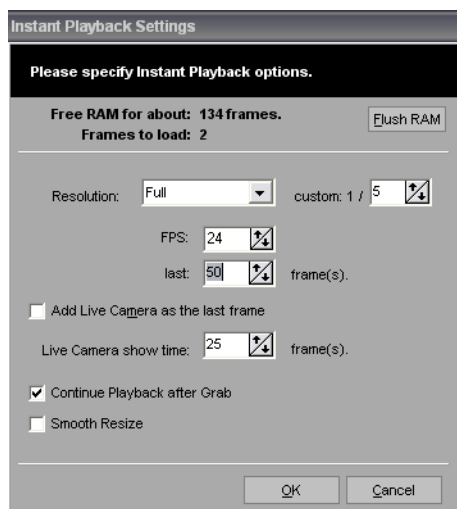 Instant Playback Settings
Please specify Instant Playback options.
Free RAM for about: 134 frames.
Flush RAM
Frames to load: 2
Resolution: Full custom: 1 / 5
FPS: 24
last: 50 frame(s).
Add Live Camera as the last frame
Live Camera show time: 25 frame(s).
Continue Playback after Grab
Smooth Resize
OK Cancel